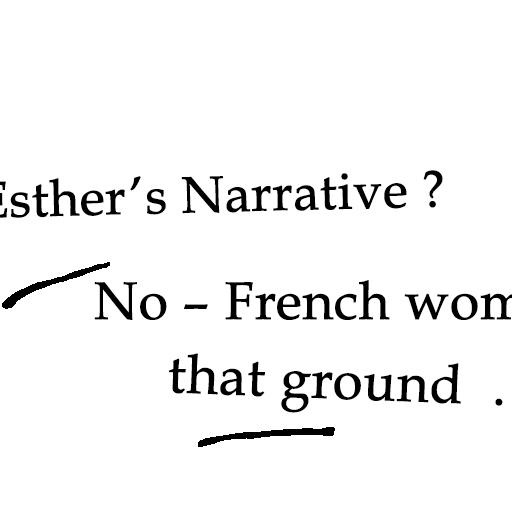 Esther’s Narrative ?
No – French wom
that ground .